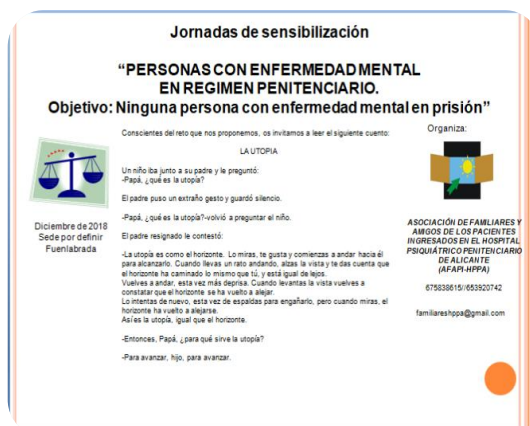 Jornadas de sensibilización
“PERSONAS CON ENFERMEDAD MENTAL
EN REGIMEN PENITENCIARIO.
Objetivo: Ninguna persona con enfermedad mental en prisión”
Conscientes del reto que nos proponemos, os invitamos a leer el siguiente cuento:
LA UTOPIA
Un niño iba junto a su padre y le preguntó:
-Papá, ¿qué es la utopía?
El padre puso un extraño gesto y guardó silencio.
-Papá, ¿qué es la utopía?-volvió a preguntar el niño.
El padre resignado le contestó:
-La utopía es como el horizonte. Lo miras, te gusta y comienzas a andar hacia él
para alcanzarlo. Cuando llevas un rato andando, alzas la vista y te das cuenta que
el horizonte ha caminado lo mismo que tú, y está igual de lejos.
Vuelves a andar, esta vez más deprisa. Cuando levantas la vista vuelves a
constatar que el horizonte se ha vuelto a alejar.
Lo intentas de nuevo, esta vez de espaldas para engañarlo, pero cuando miras, el
horizonte ha vuelto a alejarse.
Así es la utopía, igual que el horizonte.
-Entonces, Papá, ¿para qué sirve la utopía?
-Para avanzar, hijo, para avanzar.
Diciembre de 2018
Sede por definir
Fuenlabrada
Organiza:
ASOCIACIÓN DE FAMILIARES Y
AMIGOS DE LOS PACIENTES
INGRESADOS EN EL HOSPITAL
PSIQUIÁTRICO PENITENCIARIO
DE ALICANTE
(AFAPI-HPPA)
675838615//653920742
familiareshppa@gmail.com